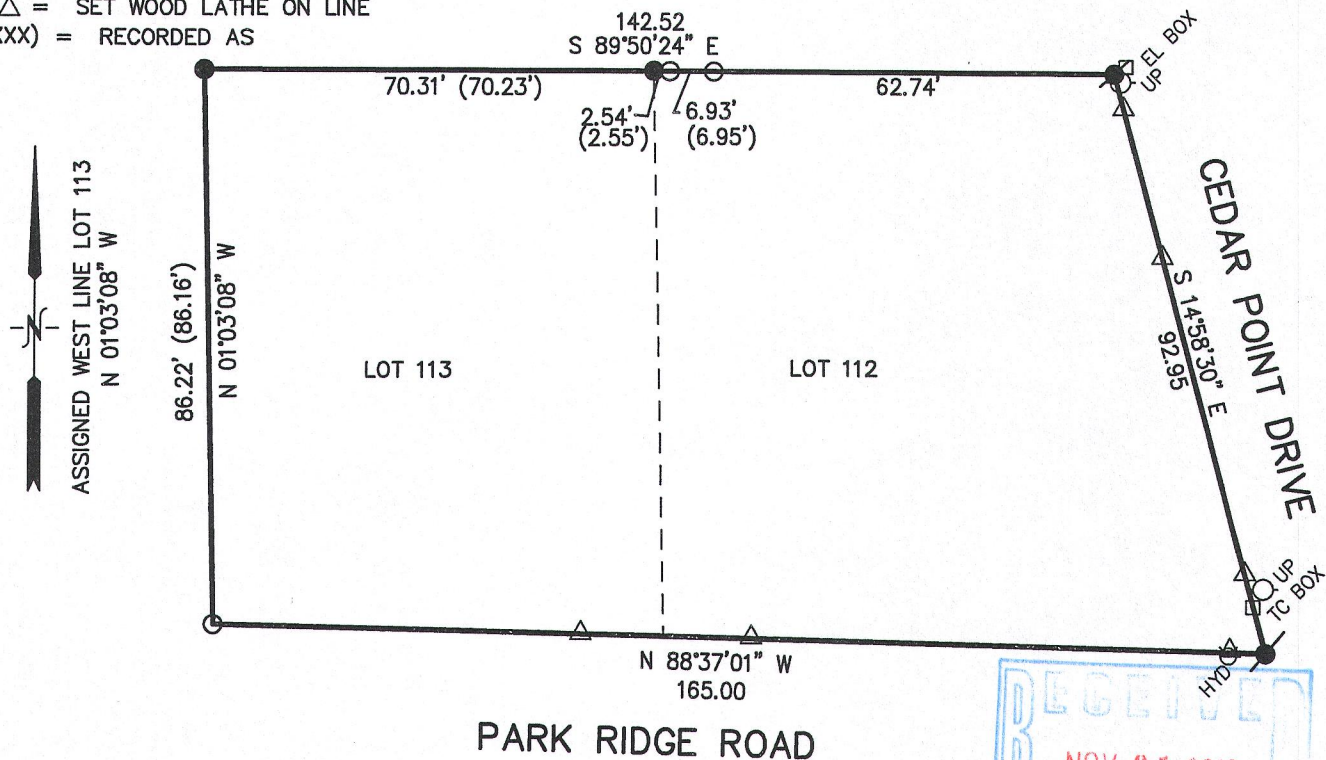 △ = SET WOOD LATHE ON LINE
XX) = RECORDED AS
142.52
S 89°50'24" E
70.31' (70.23')
2.54'
(2.55')
6.93'
(6.95')
62.74'
EL BOX
UP
ASSIGNED WEST LINE LOT 113
N 01°03'08" W
86.22' (86.16')
N 01°03'08" W
N
LOT 113
LOT 112
S 14°58'30" E
92.95
CEDAR POINT DRIVE
UP
TC BOX
HYD
N 88°37'01" W
165.00
PARK RIDGE ROAD
RECEIVED
NOV